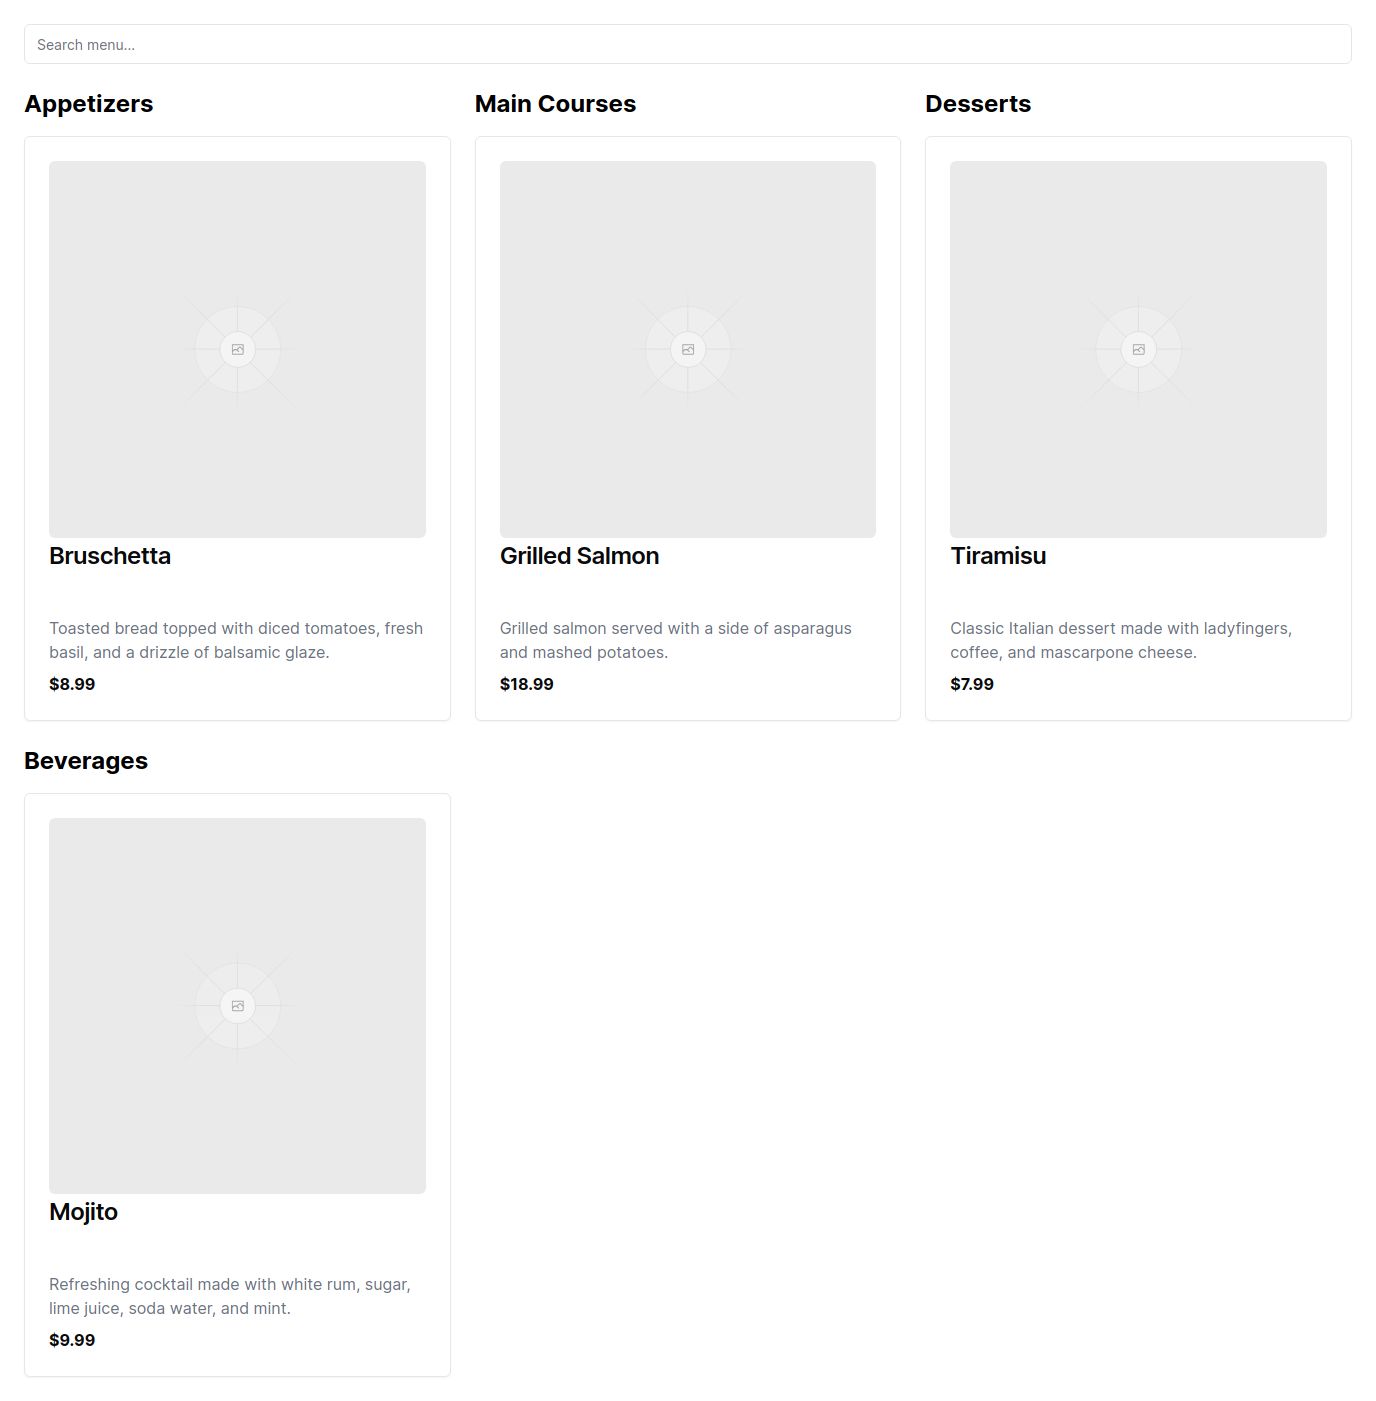 Search menu...
Appetizers
Bruschetta
Toasted bread topped with diced tomatoes, fresh
basil, and a drizzle of balsamic glaze.
$8.99
Main Courses
Grilled Salmon
Grilled salmon served with a side of asparagus
and mashed potatoes.
$18.99
Desserts
Tiramisu
Classic Italian dessert made with ladyfingers,
coffee, and mascarpone cheese.
$7.99
Beverages
Mojito
Refreshing cocktail made with white rum, sugar,
lime juice, soda water, and mint.
$9.99